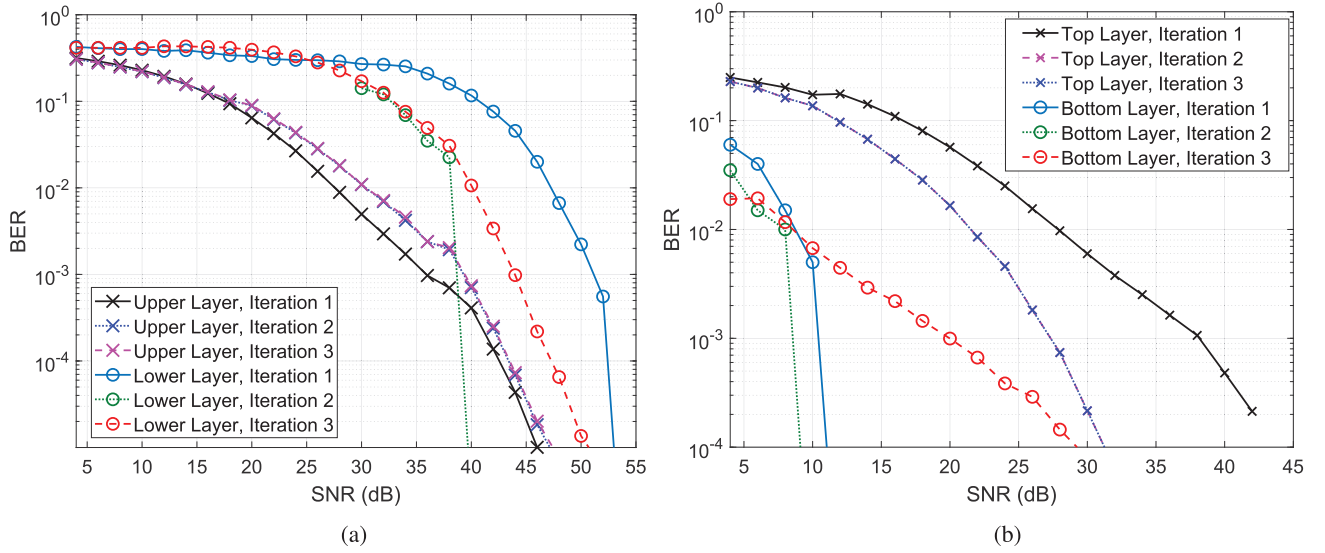 10^0
10^-1
10^-2
10^-3
10^-4
BER
5 10 15 20 25 30 35 40 45 50 55
SNR (dB)
Upper Layer, Iteration 1
Upper Layer, Iteration 2
Upper Layer, Iteration 3
Lower Layer, Iteration 1
Lower Layer, Iteration 2
Lower Layer, Iteration 3
(a)
10^0
10^-1
10^-2
10^-3
10^-4
BER
5 10 15 20 25 30 35 40 45
SNR (dB)
Top Layer, Iteration 1
Top Layer, Iteration 2
Top Layer, Iteration 3
Bottom Layer, Iteration 1
Bottom Layer, Iteration 2
Bottom Layer, Iteration 3
(b)